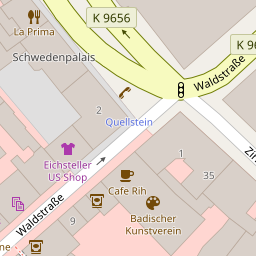 K 9656
La Prima
Schwedenpalais
K 96
Waldstraße
2
Quellstein
Eichsteller
US Shop
1
35
Waldstraße
Cafe Rih
9
Badischer
Kunstverein